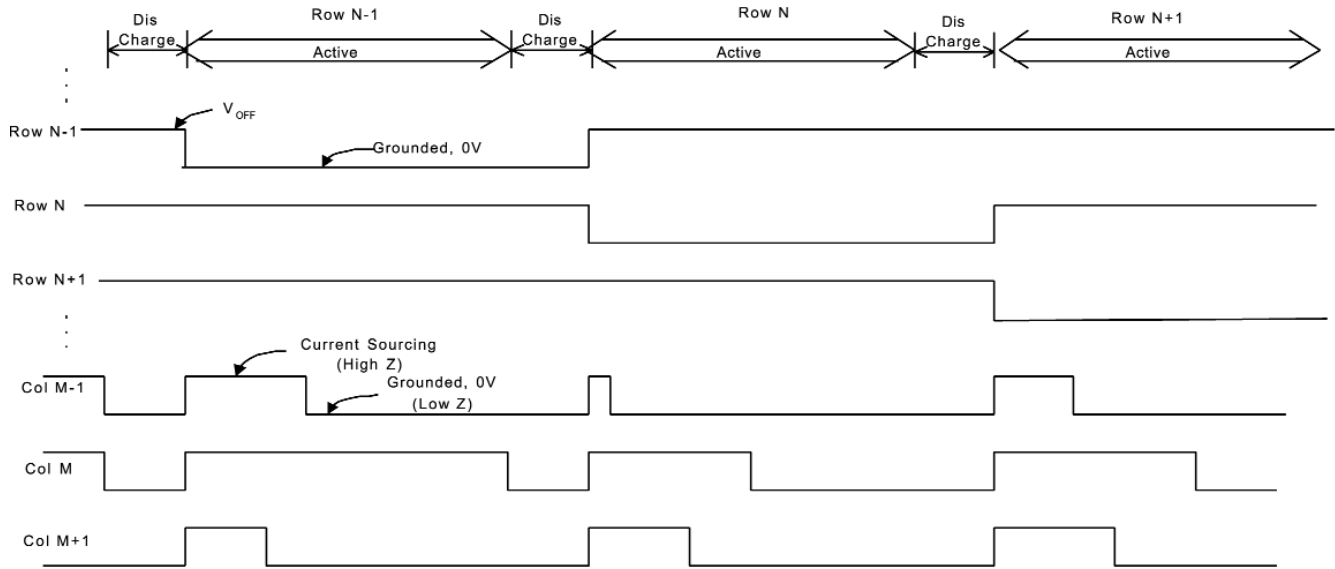 Dis
Charge
Row N-1
Active
Dis
Charge
Row N
Active
Dis
Charge
Row N+1
Active
Row N-1
VOFF
Grounded, 0V
Row N
Row N+1
Current Sourcing
(High Z)
Col M-1
Grounded, 0V
(Low Z)
Col M
Col M+1